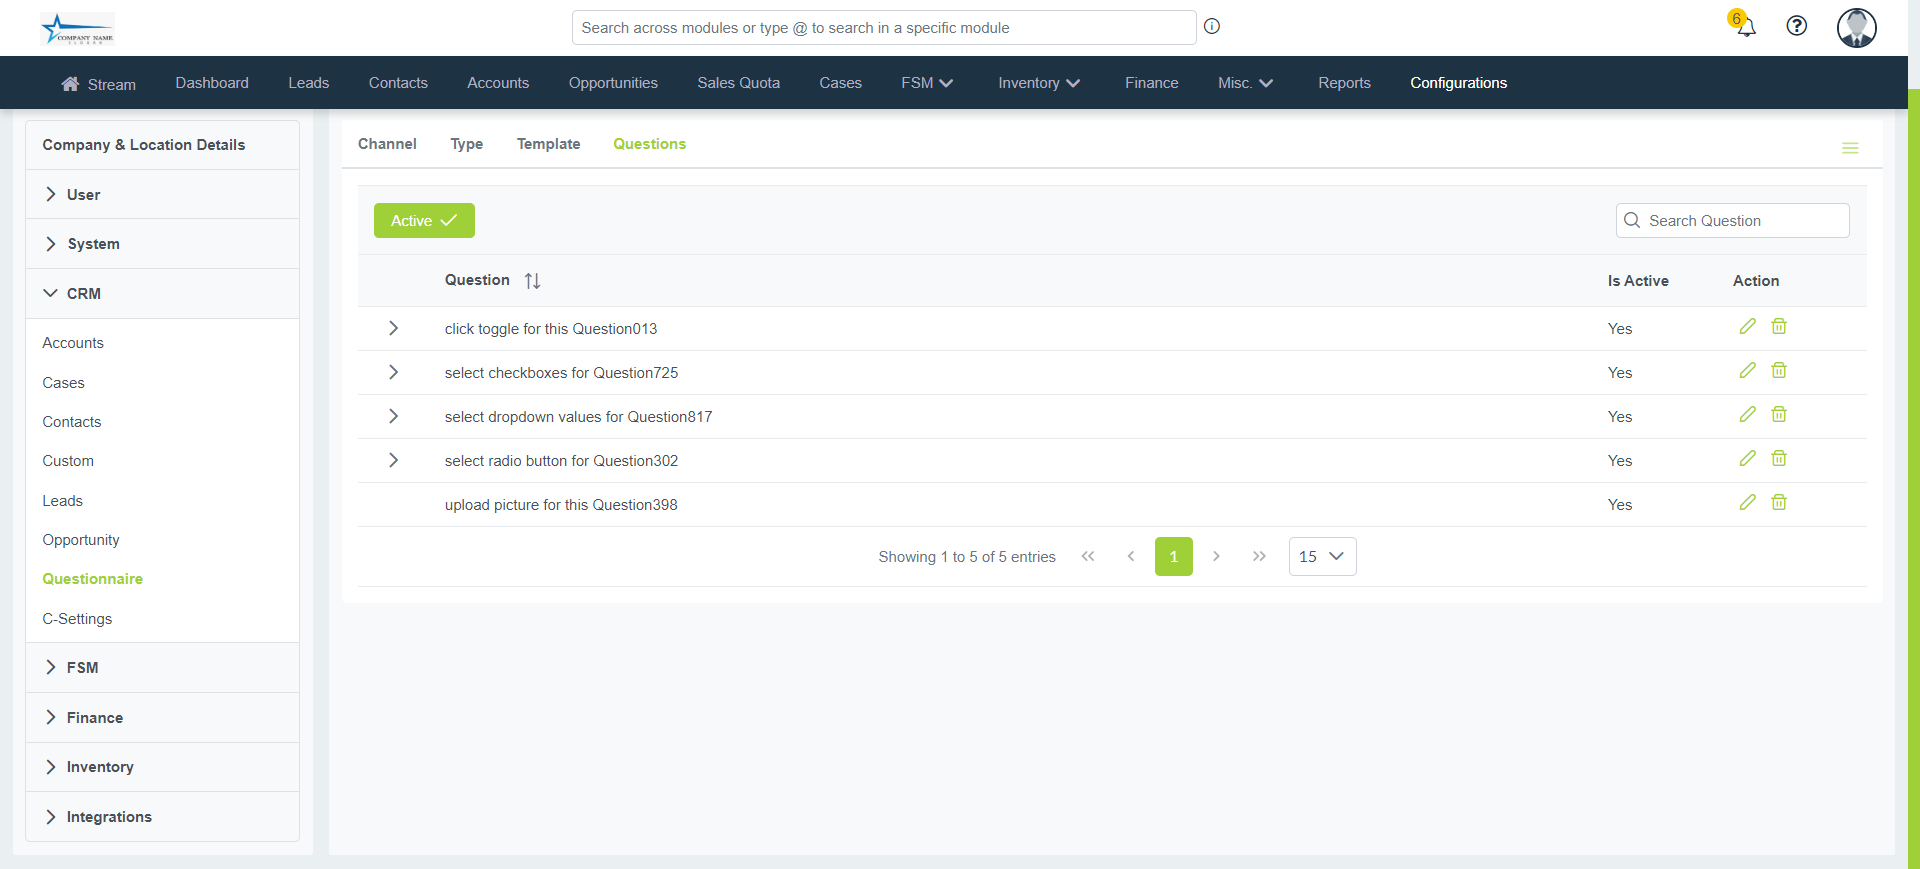 COMPANY NAME
Search across modules or type @ to search in a specific module
6
Stream Dashboard Leads Contacts Accounts Opportunities Sales Quota Cases FSM Inventory Finance Misc. Reports Configurations
Company & Location Details
User
System
CRM
Accounts
Cases
Contacts
Custom
Leads
Opportunity
Questionnaire
C-Settings
FSM
Finance
Inventory
Integrations
Channel Type Template Questions
Active
Search Question
Question Is Active Action
click toggle for this Question013 Yes
select checkboxes for Question725 Yes
select dropdown values for Question817 Yes
select radio button for Question302 Yes
upload picture for this Question398 Yes
Showing 1 to 5 of 5 entries 1 15